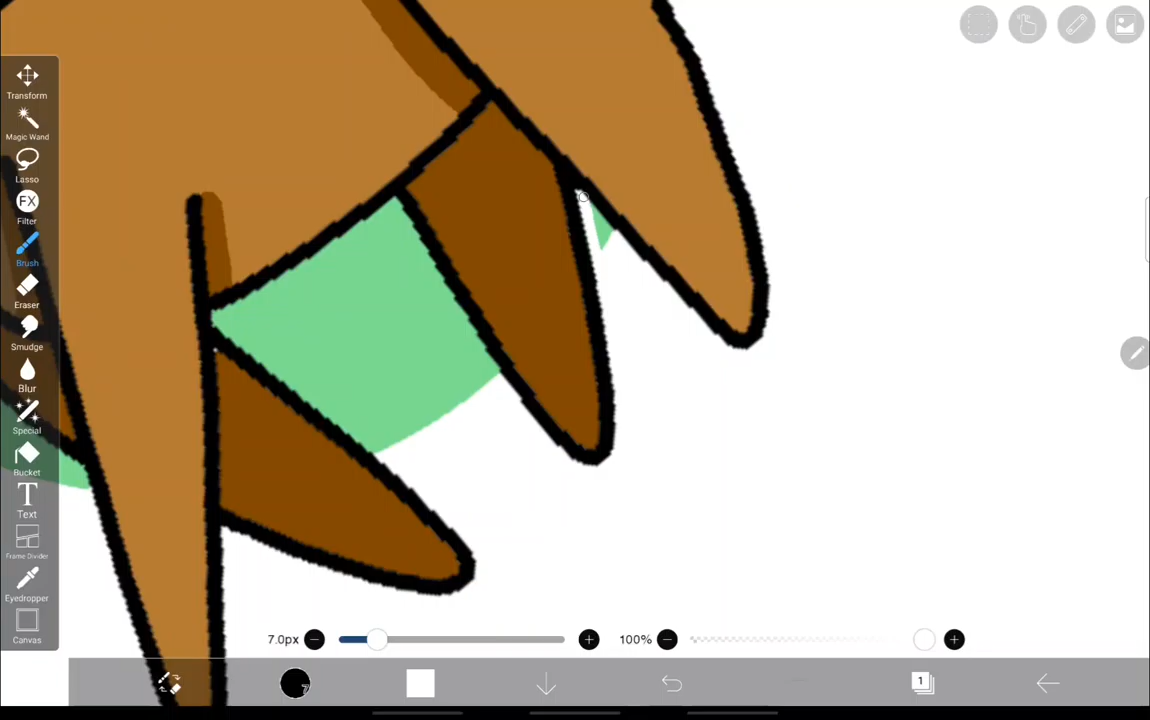 Transform
Magic Wand
Lasso
FX
Filter
Brush
Eraser
Smudge
Blur
Special
Bucket
T
Text
Frame Divider
Eyedropper
Canvas
7.0px
100%
7
1